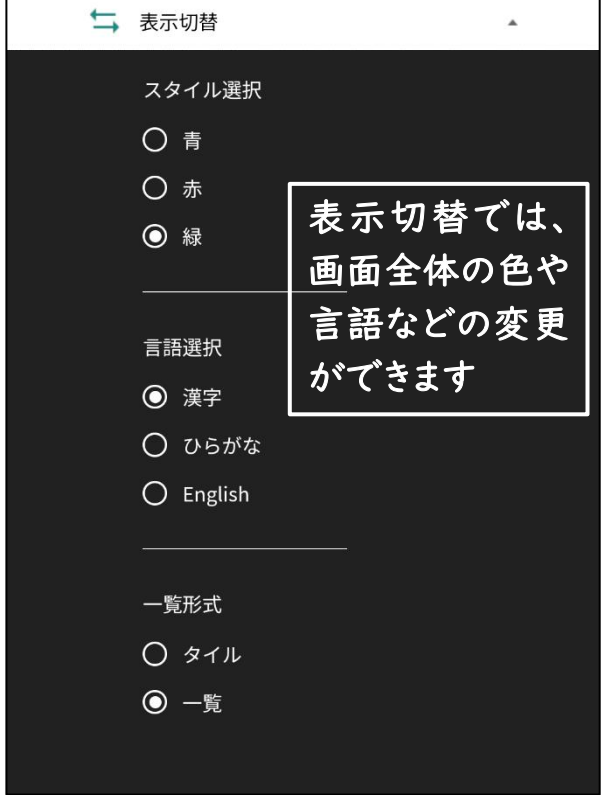 表示切替
スタイル選択
青
赤
緑
表示切替では、
画面全体の色や
言語などの変更
ができます
言語選択
漢字
ひらがな
English
一覧形式
タイル
一覧